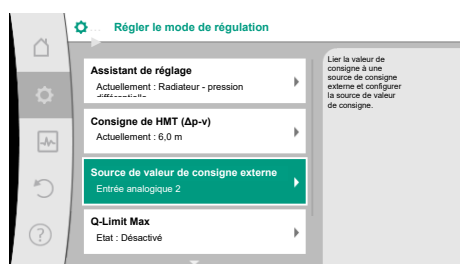 Régler le mode de régulation
Assistant de réglage
Actuellement : Radiateur - pression
différentielle
Consigne de HMT (Δp-v)
Actuellement : 6,0 m
Source de valeur de consigne externe
Entrée analogique 2
Q-Limit Max
Etat : Désactivé
Lier la valeur de
consigne à une
source de consigne
externe et configurer
la source de valeur
de consigne.